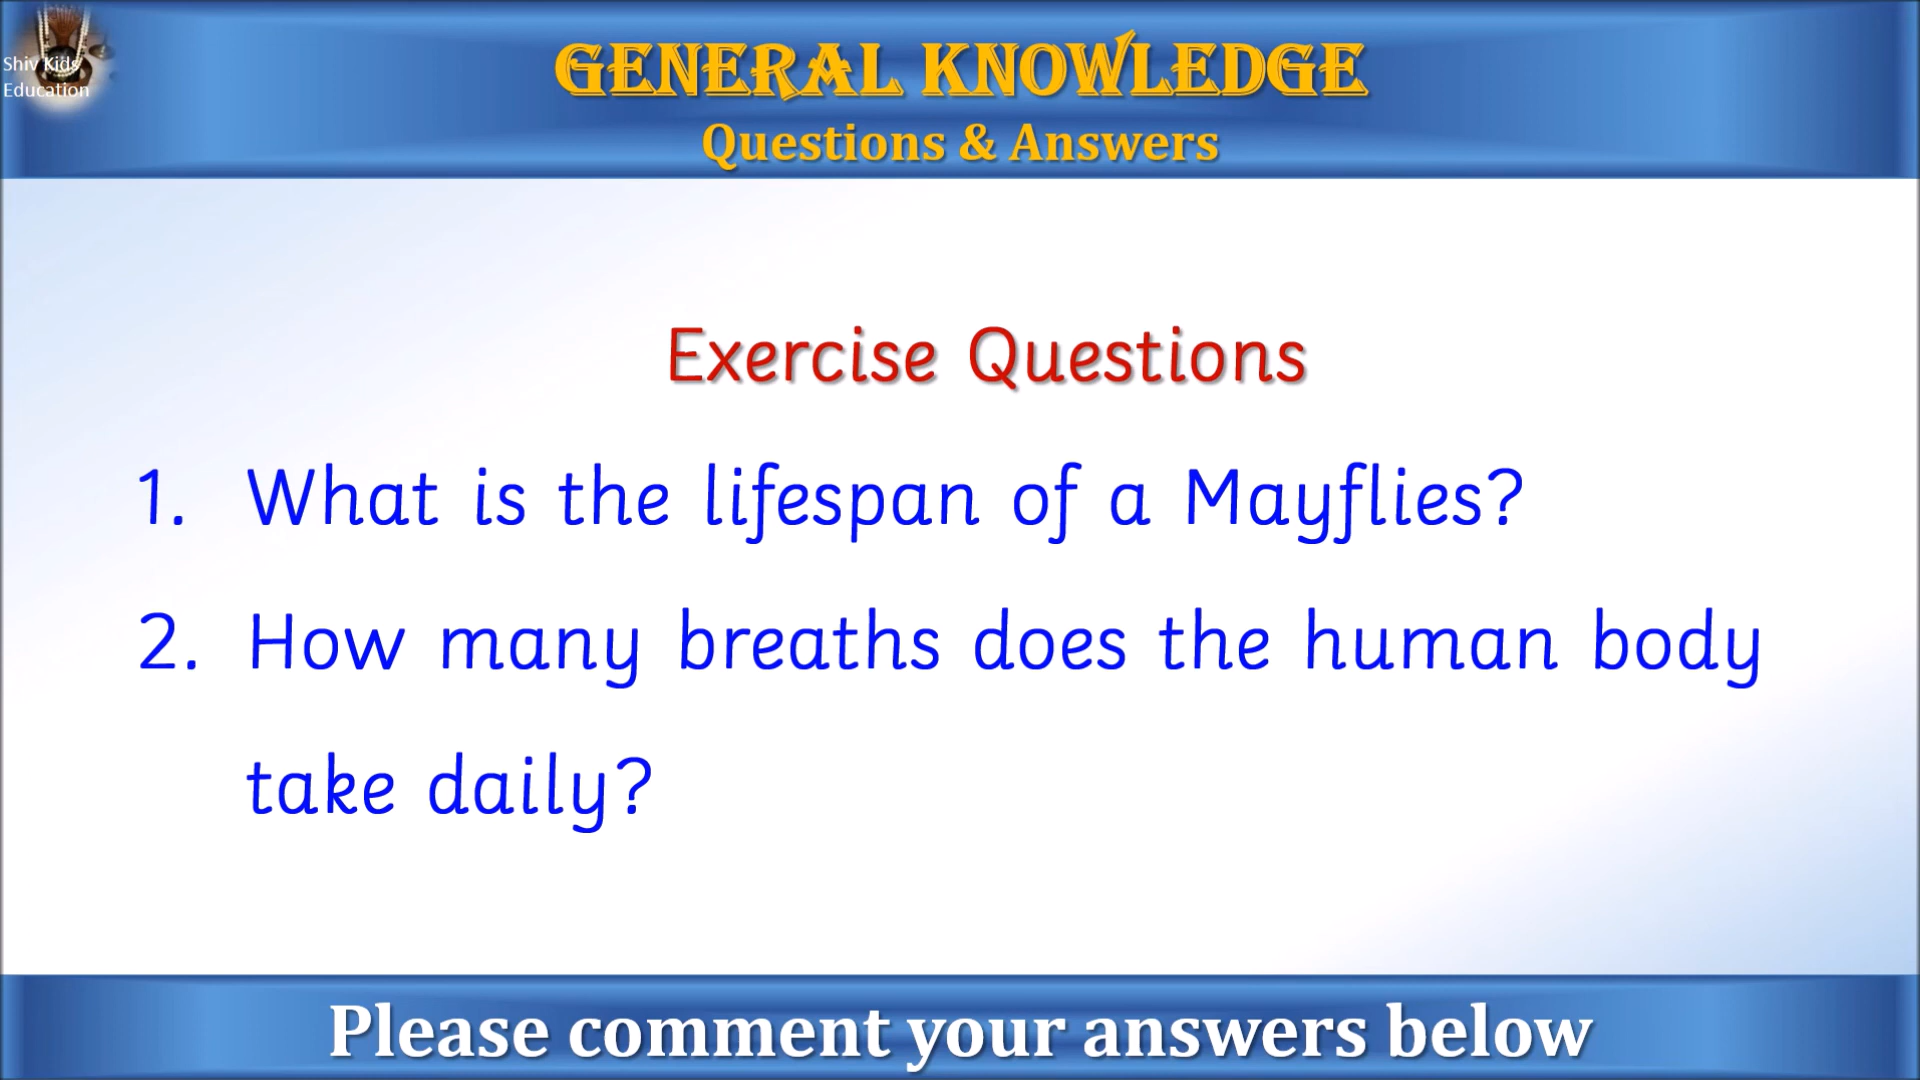 Shiv Kids
Education
GENERAL KNOWLEDGE
Questions & Answers
Exercise Questions
1. What is the lifespan of a Mayflies?
2. How many breaths does the human body
take daily?
Please comment your answers below